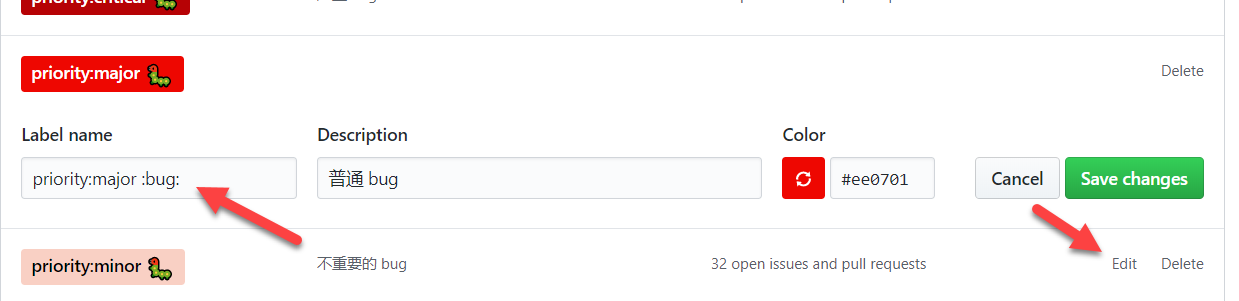 priority:critical
priority:major
Delete
Label name Description Color
priority:major :bug: 普通 bug #ee0701 Cancel Save changes
priority:minor 不重要的 bug 32 open issues and pull requests Edit Delete